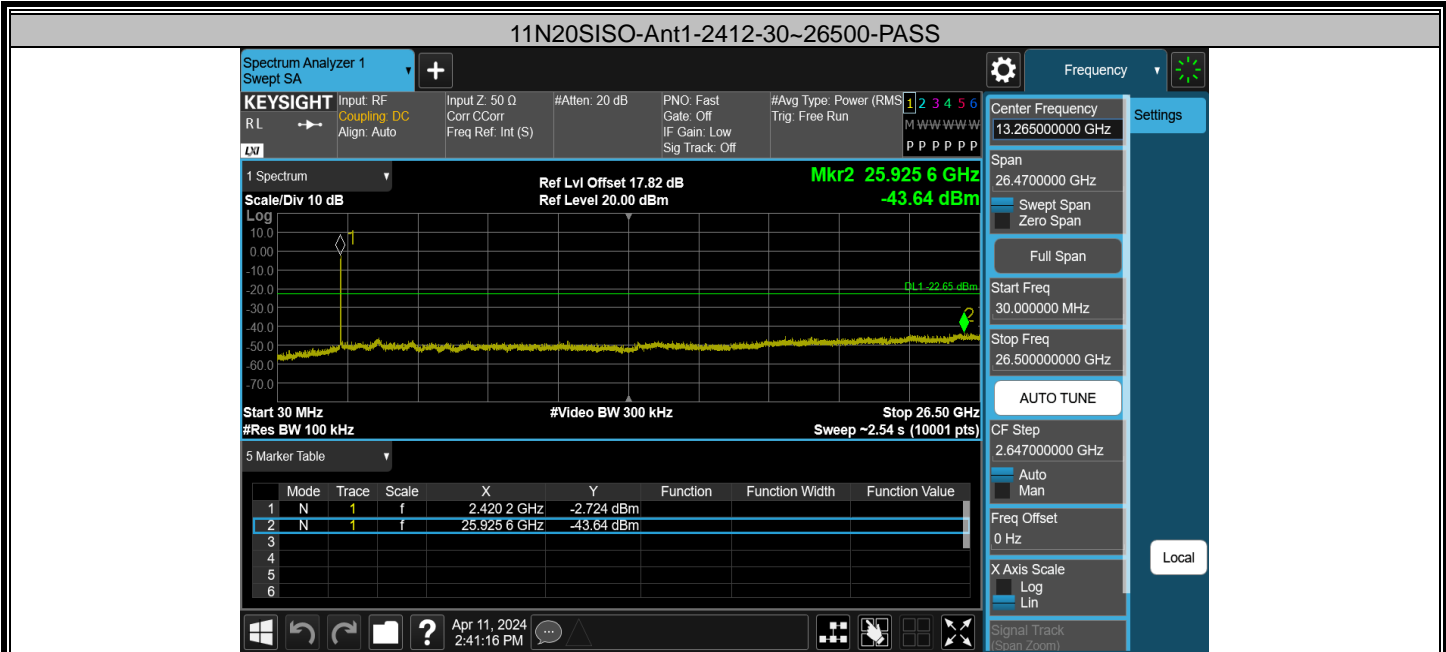 11N20SISO-Ant1-2412-30~26500-PASS
Spectrum Analyzer 1
Swept SA
Frequency
KEYSIGHT
RL
LXI
Input: RF
Coupling: DC
Align: Auto
Input Z: 50 Ω
Corr CCorr
Freq Ref: Int (S)
#Atten: 20 dB
PNO: Fast
Gate: Off
IF Gain: Low
Sig Track: Off
#Avg Type: Power (RMS
Trig: Free Run
1 2 3 4 5 6
M W W W W W
P P P P P P
1 Spectrum
Scale/Div 10 dB
Ref Lvl Offset 17.82 dB
Ref Level 20.00 dBm
Mkr2 25.925 6 GHz
-43.64 dBm
Log
10.0
0.00
-10.0
-20.0
-30.0
-40.0
-50.0
-60.0
-70.0
1
DL1 -22.65 dBm
2
Start 30 MHz
#Video BW 300 kHz
Stop 26.50 GHz
#Res BW 100 kHz
Sweep ~2.54 s (10001 pts)
5 Marker Table
Mode Trace Scale X Y Function Function Width Function Value
1 N 1 f 2.420 2 GHz -2.724 dBm
2 N 1 f 25.925 6 GHz -43.64 dBm
3
4
5
6
Apr 11, 2024
2:41:16 PM
Center Frequency
13.265000000 GHz
Span
26.4700000 GHz
Swept Span
Zero Span
Full Span
Start Freq
30.000000 MHz
Stop Freq
26.500000000 GHz
AUTO TUNE
CF Step
2.647000000 GHz
Auto
Man
Freq Offset
0 Hz
X Axis Scale
Log
Lin
Signal Track
(Span Zoom)
Settings
Local